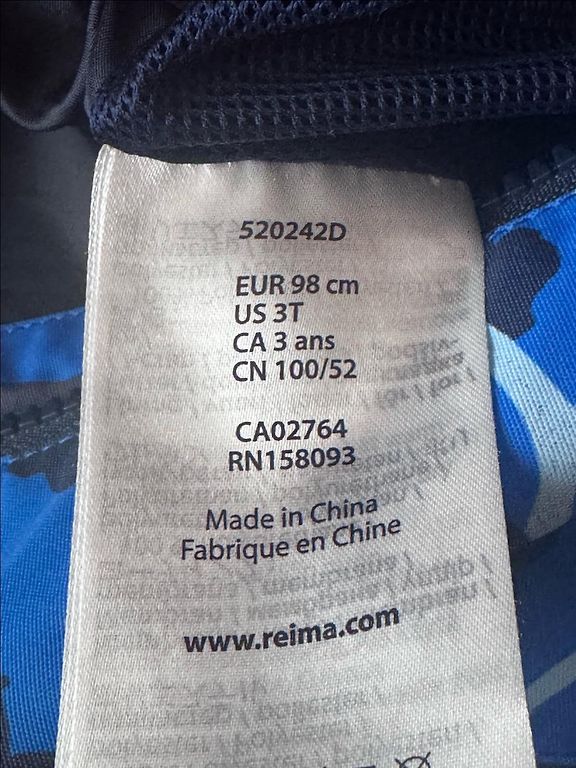 520242D
EUR 98 cm
US 3T
CA 3 ans
CN 100/52
CA02764
RN158093
Made in China
Fabrique en Chine
www.reima.com